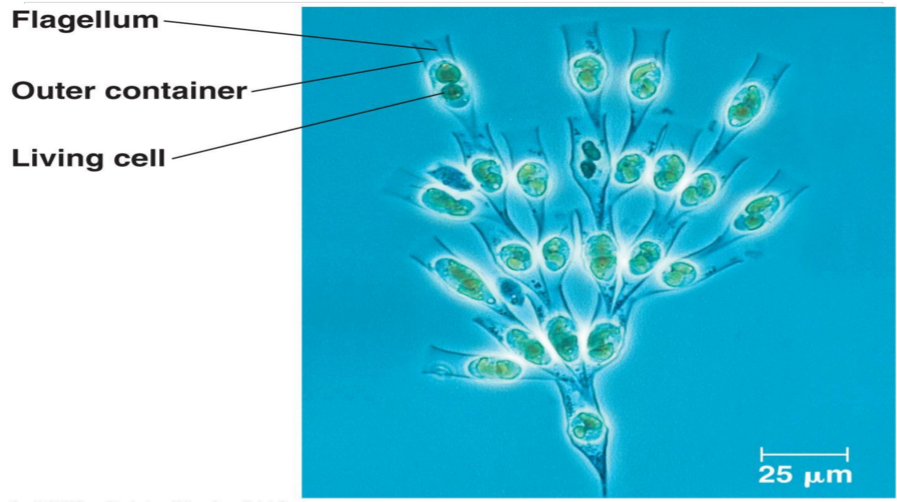 Flagellum
Outer container
Living cell
25 μm